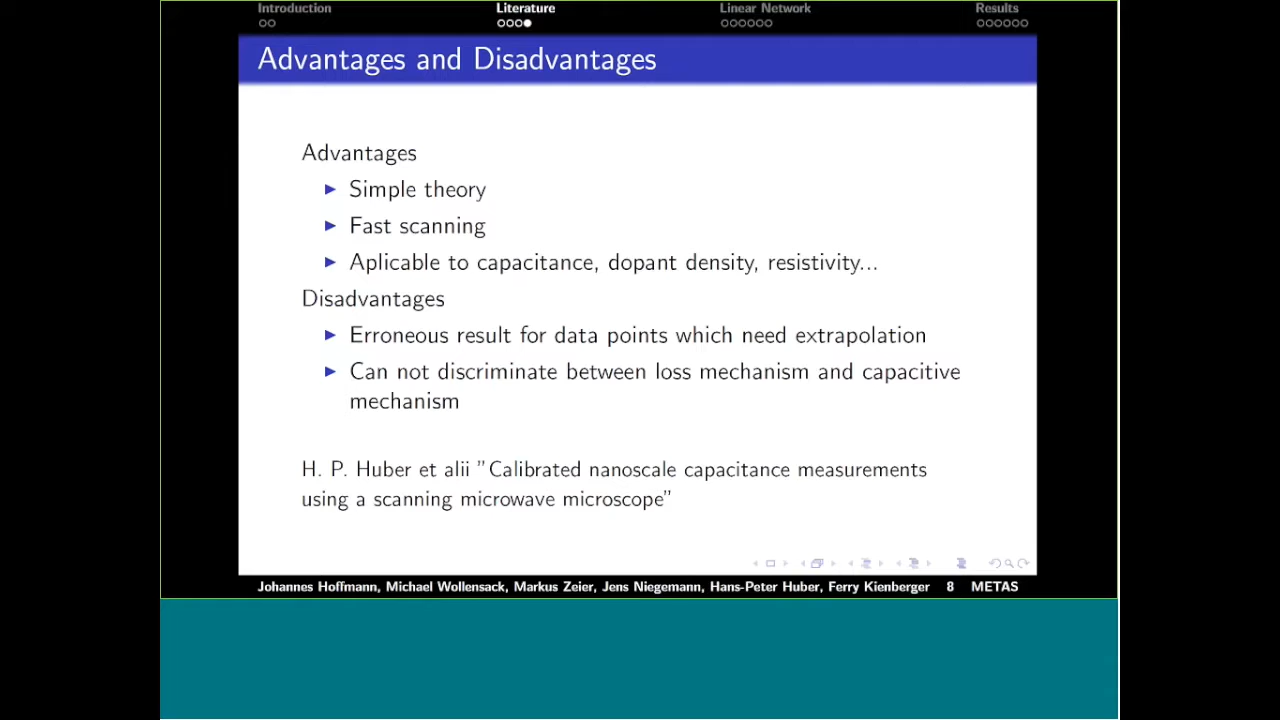 Introduction Literature Linear Network Results
Advantages and Disadvantages
Advantages
Simple theory
Fast scanning
Aplicable to capacitance, dopant density, resistivity...
Disadvantages
Erroneous result for data points which need extrapolation
Can not discriminate between loss mechanism and capacitive
mechanism
H. P. Huber et alii ”Calibrated nanoscale capacitance measurements
using a scanning microwave microscope”
Johannes Hoffmann, Michael Wollensack, Markus Zeier, Jens Niegemann, Hans-Peter Huber, Ferry Kienberger 8 METAS